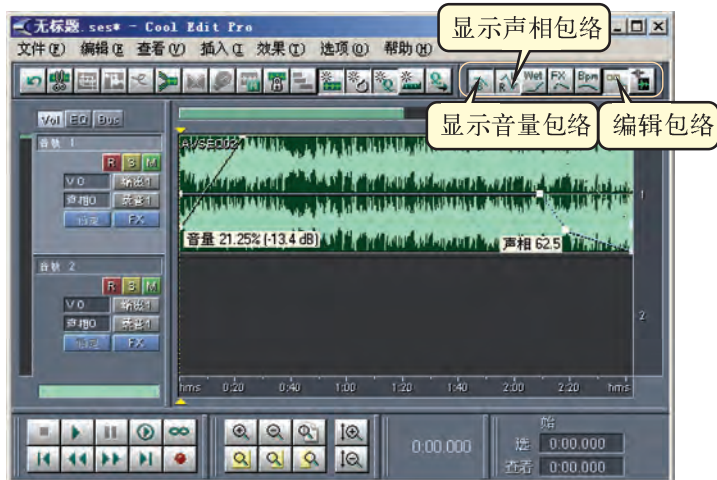 无标题.ses* - Cool Edit Pro
显示声相包络
文件(F) 编辑(E) 查看(V) 插入(I) 效果(T) 选项(O) 帮助(H)
R Wet FX Bpm
显示音量包络
编辑包络
Vol EQ Bus
音轨 1
R S M
V 0 输出1
声相0 录音1
FX
AVSEQ02
音量 21.25% (-13.4 dB)
声相 62.5
1
音轨 2
R S M
V 0 输出1
声相0 录音1
FX
2
hms 0:20 0:40 1:00 1:20 1:40 2:00 2:20 hms
始
0:00.000
选 0:00.000
查看 0:00.000